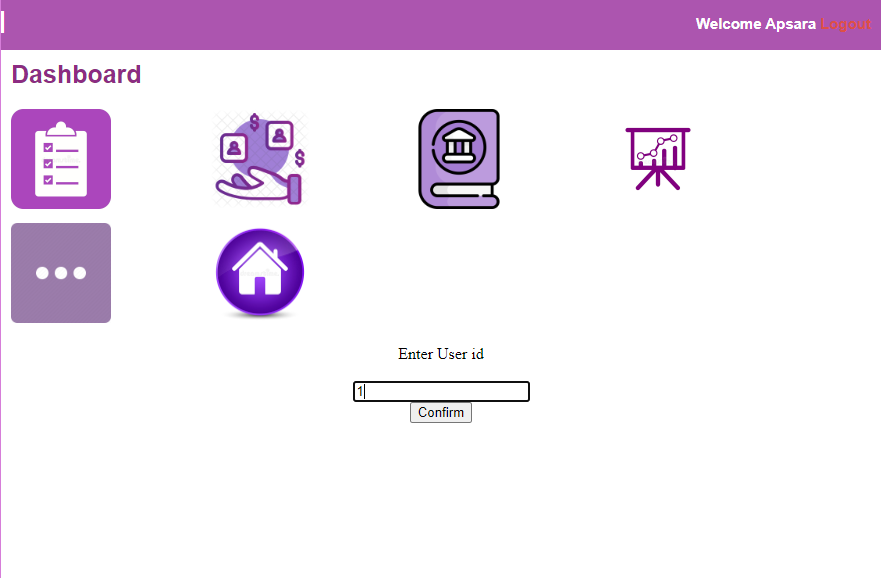 Welcome Apsara Logout
Dashboard
Enter User id
1
Confirm